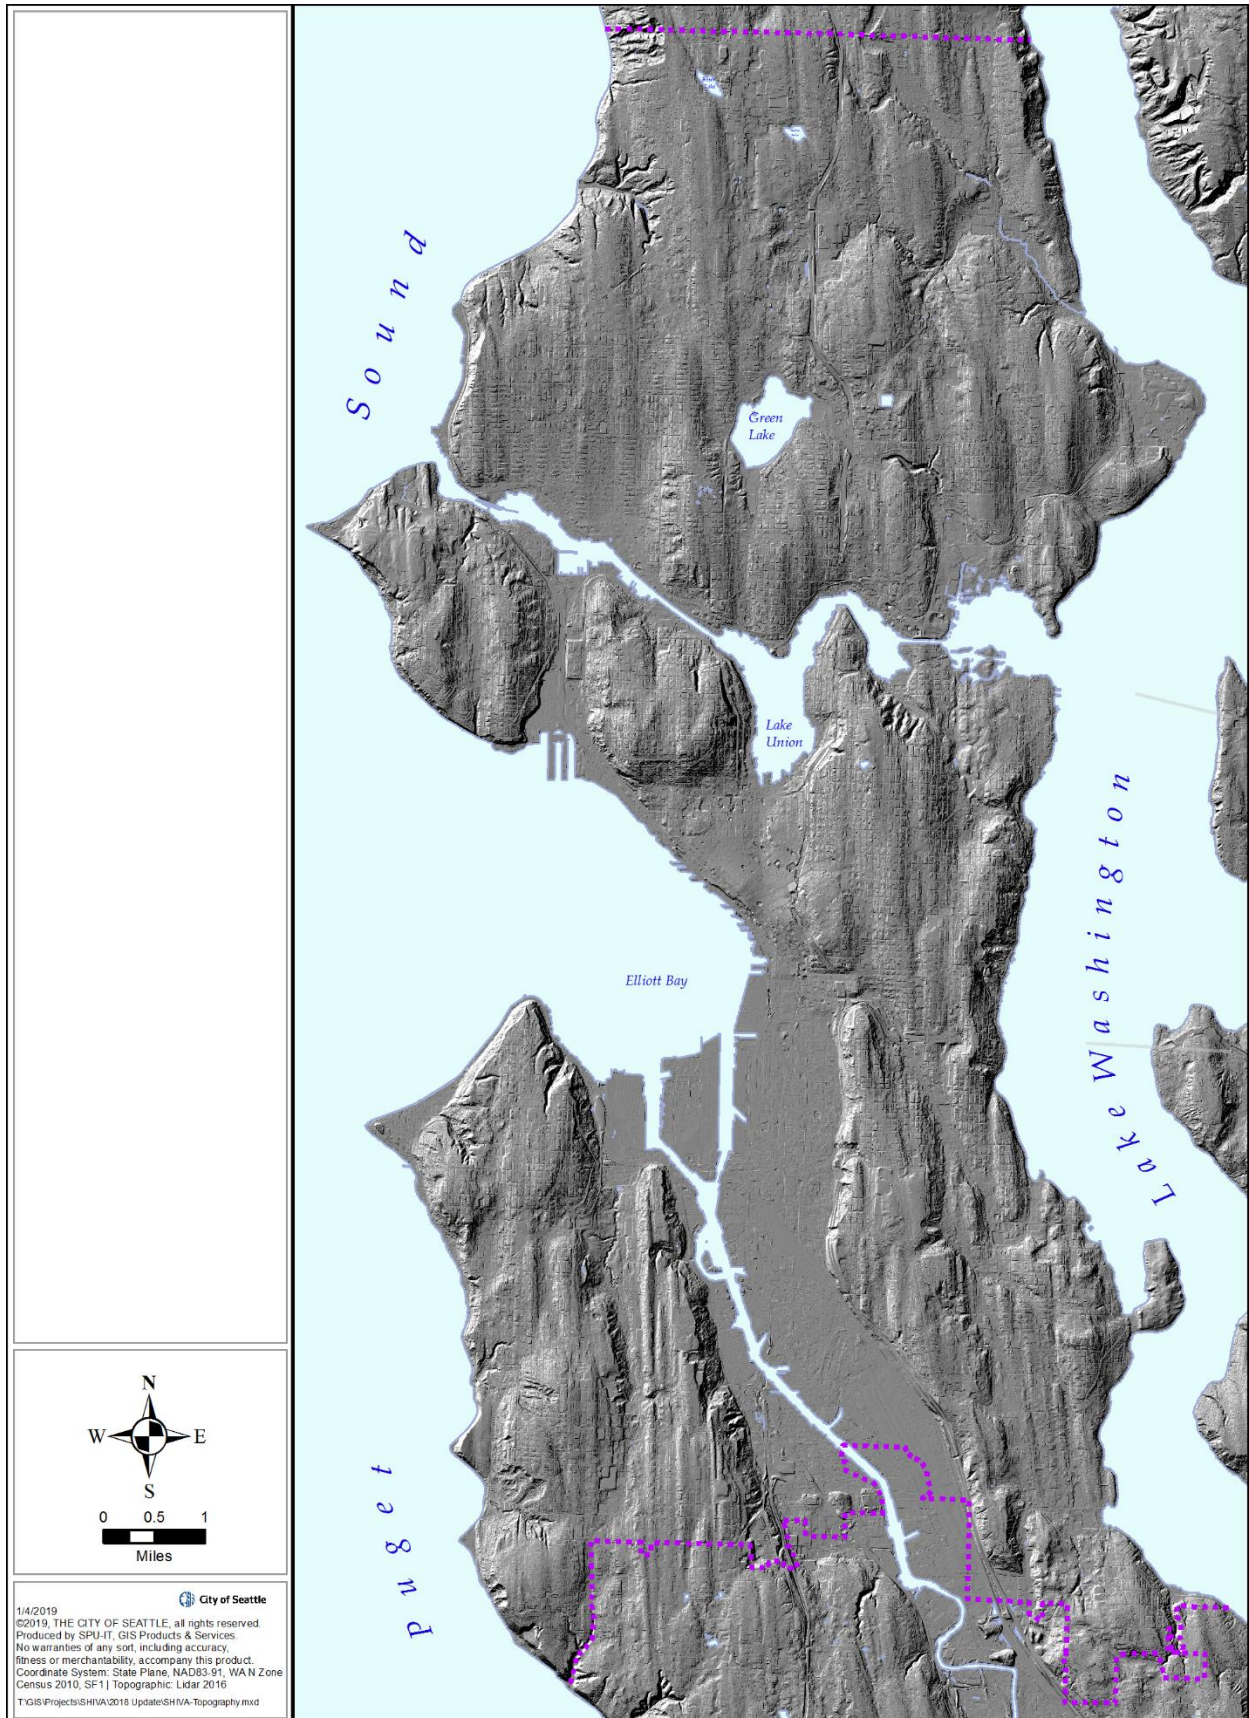 Sound
Green
Lake
Lake
Union
Lake Washington
Elliott Bay
Puget
N
W
E
S
0 0.5 1
Miles
City of Seattle
1/4/2019
©2019, THE CITY OF SEATTLE, all rights reserved.
Produced by SPU-IT, GIS Products & Services.
No warranties of any sort, including accuracy,
fitness or merchantability, accompany this product.
Coordinate System: State Plane, NAD83-91, WA N Zone
Census 2010, SF1 | Topographic: Lidar 2016
T:\GIS\Projects\SHIVA\2018 Update\SHIVA-Topography.mxd